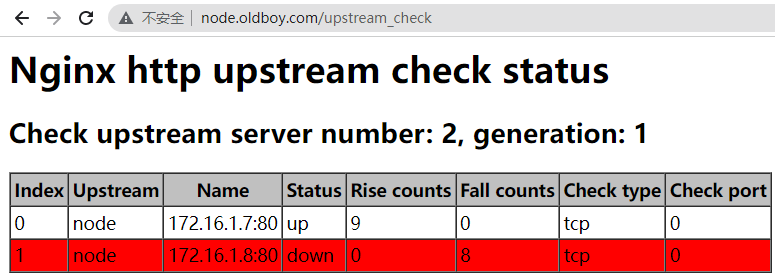 不安全 node.oldboy.com/upstream_check
Nginx http upstream check status
Check upstream server number: 2, generation: 1
Index Upstream Name Status Rise counts Fall counts Check type Check port
0 node 172.16.1.7:80 up 9 0 tcp 0
1 node 172.16.1.8:80 down 0 8 tcp 0